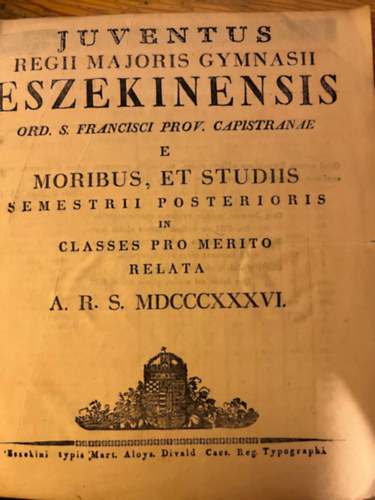 JUVENTUS
REGII MAJORIS GYMNASII
ESZEKINENSIS
ORD. S. FRANCISCI PROV. CAPISTRANAE
E
MORIBUS, ET STUDIIS
SEMESTRII POSTERIORIS
IN
CLASSES PRO MERITO
RELATA
A. R. S. MDCCCXXXVI.
Eszekini typis Mart. Aloys. Divald Caes. Reg. Typographi.